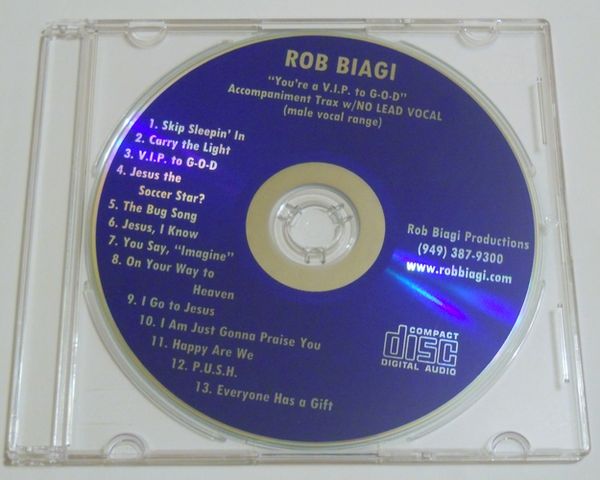 ROB BIAGI
"You're a V.I.P. to G-O-D"
Accompaniment Trax w/NO LEAD VOCAL
(male vocal range)
1. Skip Sleepin' In
2. Carry the Light
3. V.I.P. to G-O-D
4. Jesus the
Soccer Star?
5. The Bug Song
6. Jesus, I Know
7. You Say, "Imagine"
8. On Your Way to
Heaven
9. I Go to Jesus
10. I Am Just Gonna Praise You
11. Happy Are We
12. P.U.S.H.
13. Everyone Has a Gift
Rob Biagi Productions
(949) 387-9300
www.robbiagi.com
COMPACT
disc
DIGITAL AUDIO